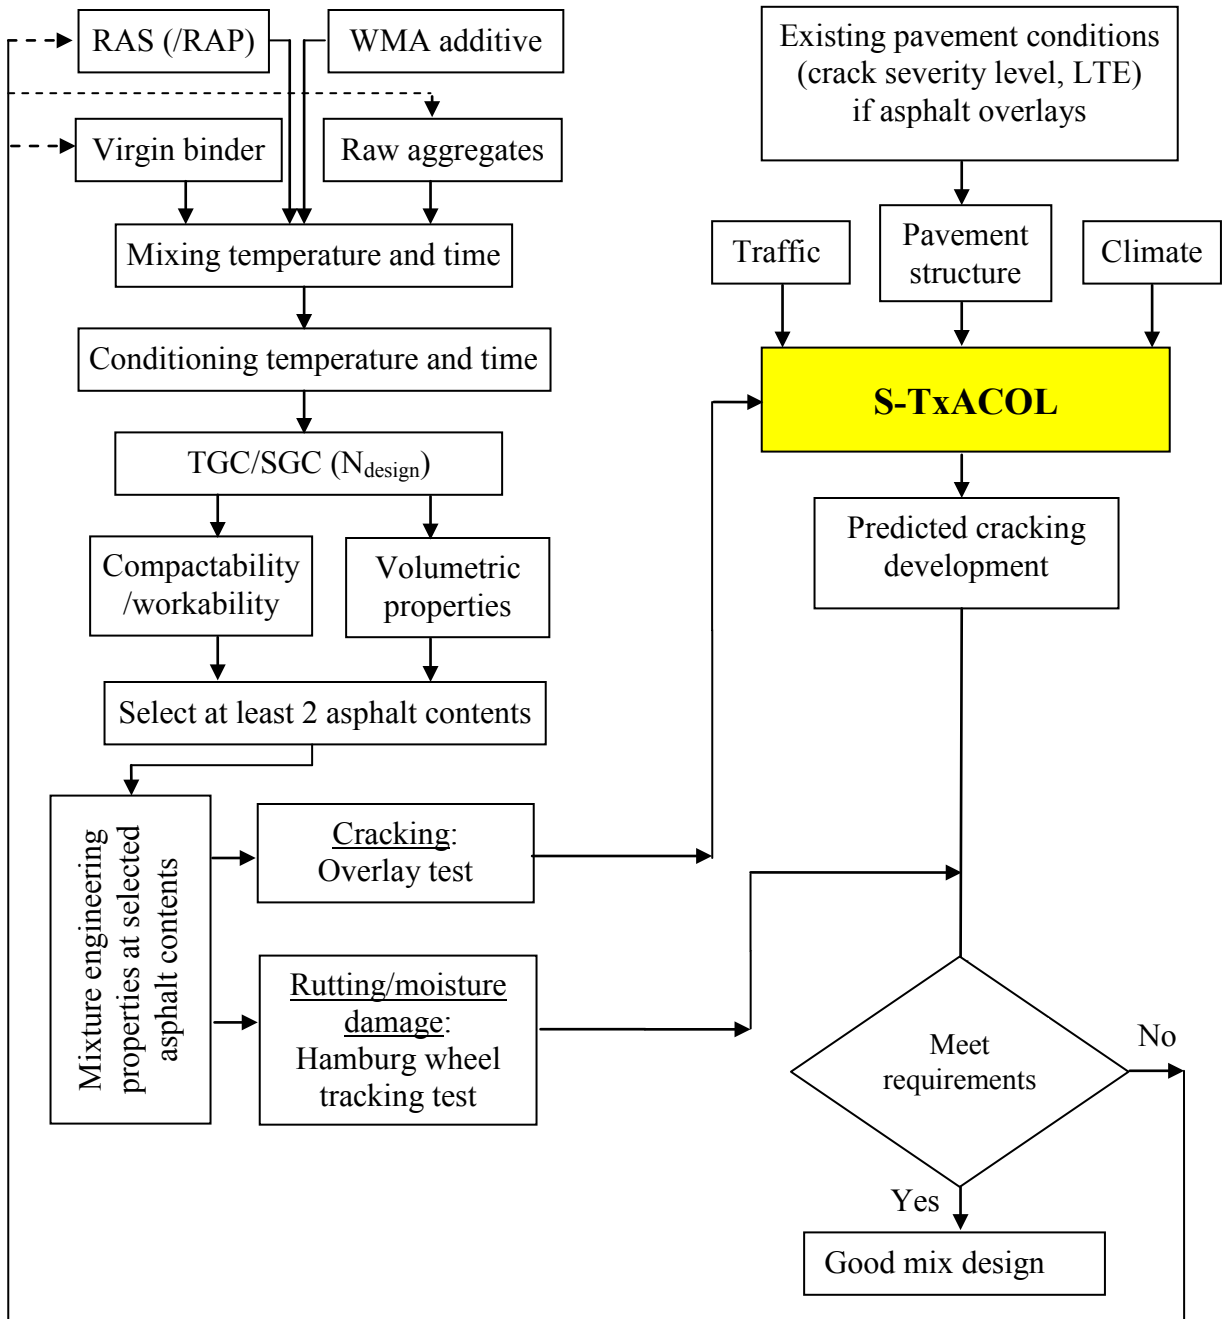 RAS (/RAP)
WMA additive
Virgin binder
Raw aggregates
Mixing temperature and time
Conditioning temperature and time
TGC/SGC (Ndesign)
Compactability
/workability
Volumetric
properties
Select at least 2 asphalt contents
Mixture engineering
properties at selected
asphalt contents
Cracking:
Overlay test
Rutting/moisture
damage:
Hamburg wheel
tracking test
Existing pavement conditions
(crack severity level, LTE)
if asphalt overlays
Traffic
Pavement
structure
Climate
S-TxACOL
Predicted cracking
development
Meet
requirements
No
Yes
Good mix design